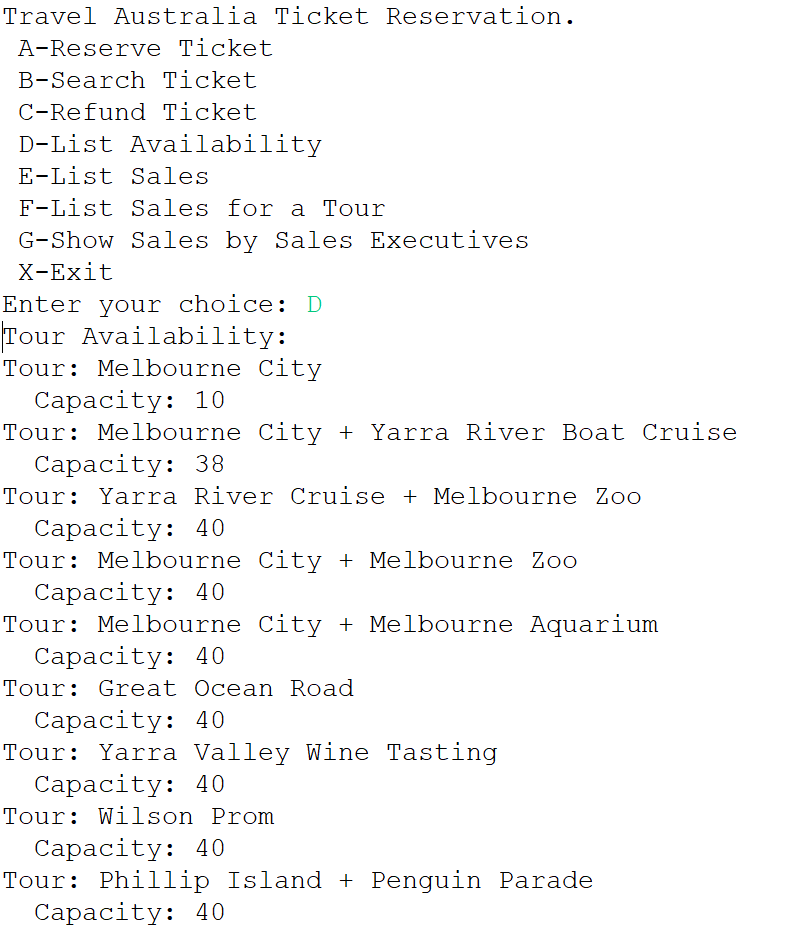 Travel Australia Ticket Reservation.
A-Reserve Ticket
B-Search Ticket
C-Refund Ticket
D-List Availability
E-List Sales
F-List Sales for a Tour
G-Show Sales by Sales Executives
X-Exit
Enter your choice: D
Tour Availability:
Tour: Melbourne City
Capacity: 10
Tour: Melbourne City + Yarra River Boat Cruise
Capacity: 38
Tour: Yarra River Cruise + Melbourne Zoo
Capacity: 40
Tour: Melbourne City + Melbourne Zoo
Capacity: 40
Tour: Melbourne City + Melbourne Aquarium
Capacity: 40
Tour: Great Ocean Road
Capacity: 40
Tour: Yarra Valley Wine Tasting
Capacity: 40
Tour: Wilson Prom
Capacity: 40
Tour: Phillip Island + Penguin Parade
Capacity: 40